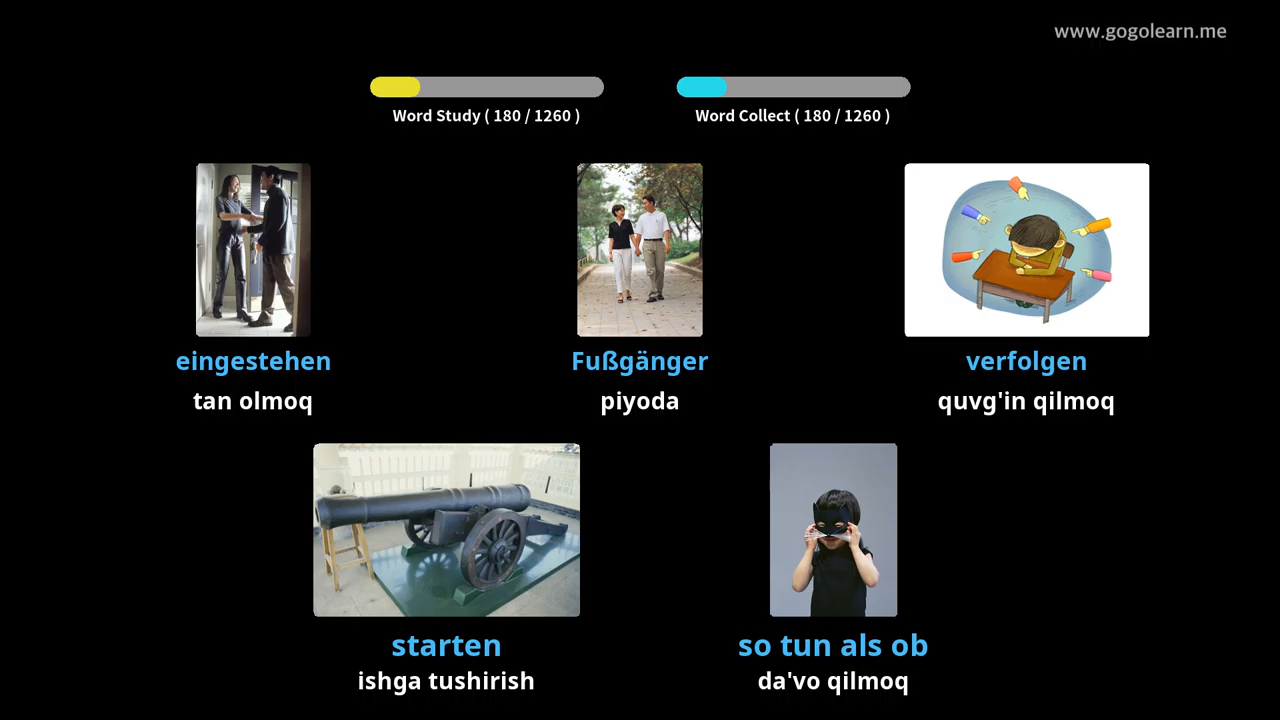 www.gogolearn.me
Word Study ( 180 / 1260 )
Word Collect ( 180 / 1260 )
eingestehen
tan olmoq
Fußgänger
piyoda
verfolgen
quvg'in qilmoq
starten
ishga tushirish
so tun als ob
da'vo qilmoq